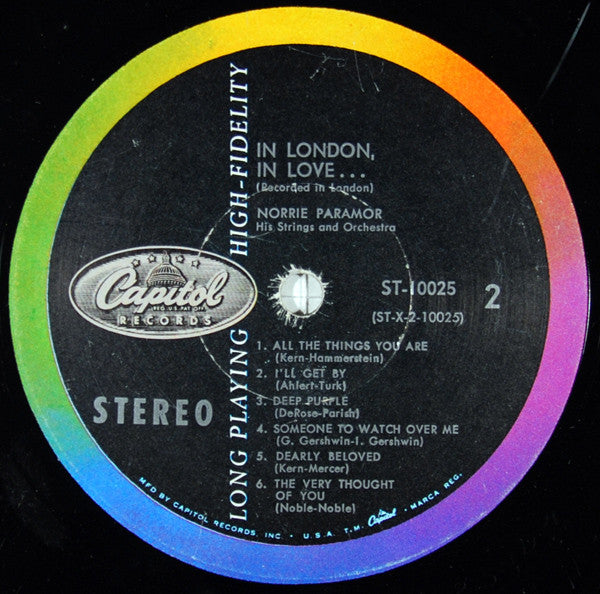 IN LONDON,
IN LOVE...
(Recorded in London)
NORRIE PARAMOR
His Strings and Orchestra
LONG PLAYING HIGH-FIDELITY
Capitol
REG. U.S. PAT. OFF.
RECORDS
STEREO
ST-10025
2
(ST-X-2-10025)
1. ALL THE THINGS YOU ARE
(Kern-Hammerstein)
2. I'LL GET BY
(Ahlert-Turk)
3. DEEP PURPLE
(DeRose-Parish)
4. SOMEONE TO WATCH OVER ME
(G. Gershwin-I. Gershwin)
5. DEARLY BELOVED
(Kern-Mercer)
6. THE VERY THOUGHT
OF YOU
(Noble-Noble)
MFD BY CAPITOL RECORDS, INC. • U.S.A. T.M. Capitol • MARCA REG.